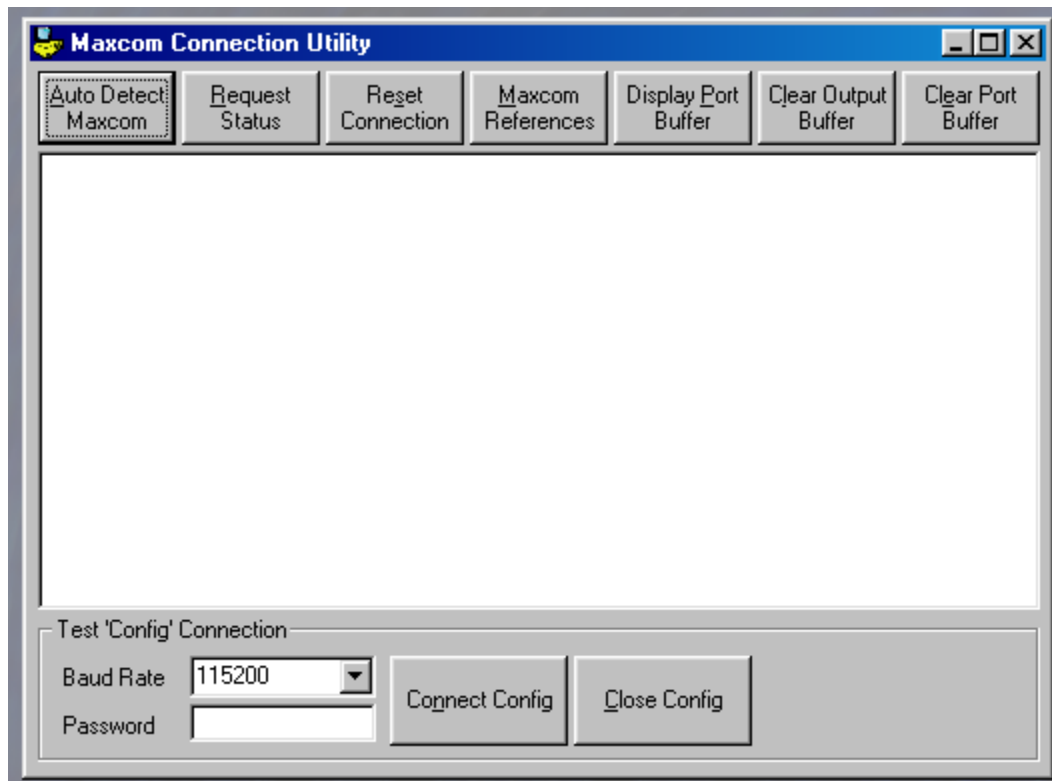 Maxcom Connection Utility
Auto Detect Maxcom
Request Status
Reset Connection
Maxcom References
Display Port Buffer
Clear Output Buffer
Clear Port Buffer
Test 'Config' Connection
Baud Rate 115200
Password
Connect Config
Close Config